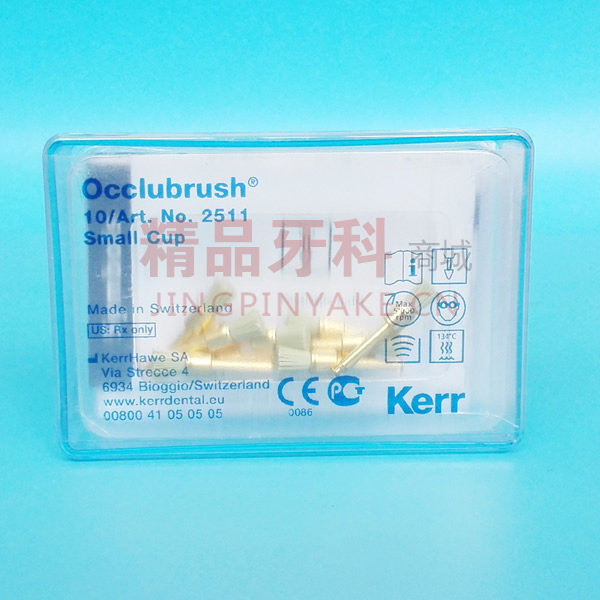 Occlubrush®
10/Art. No. 2511
Small Cup
精品牙科 商城
JINGPINYAKE.CN
Made in Switzerland
US: Rx only
Max.
rpm
134°C
KerrHawe SA
Via Strecce 4
6934 Bioggio/Switzerland
www.kerrdental.eu
00800 41 05 05 05
CE
0086
Kerr